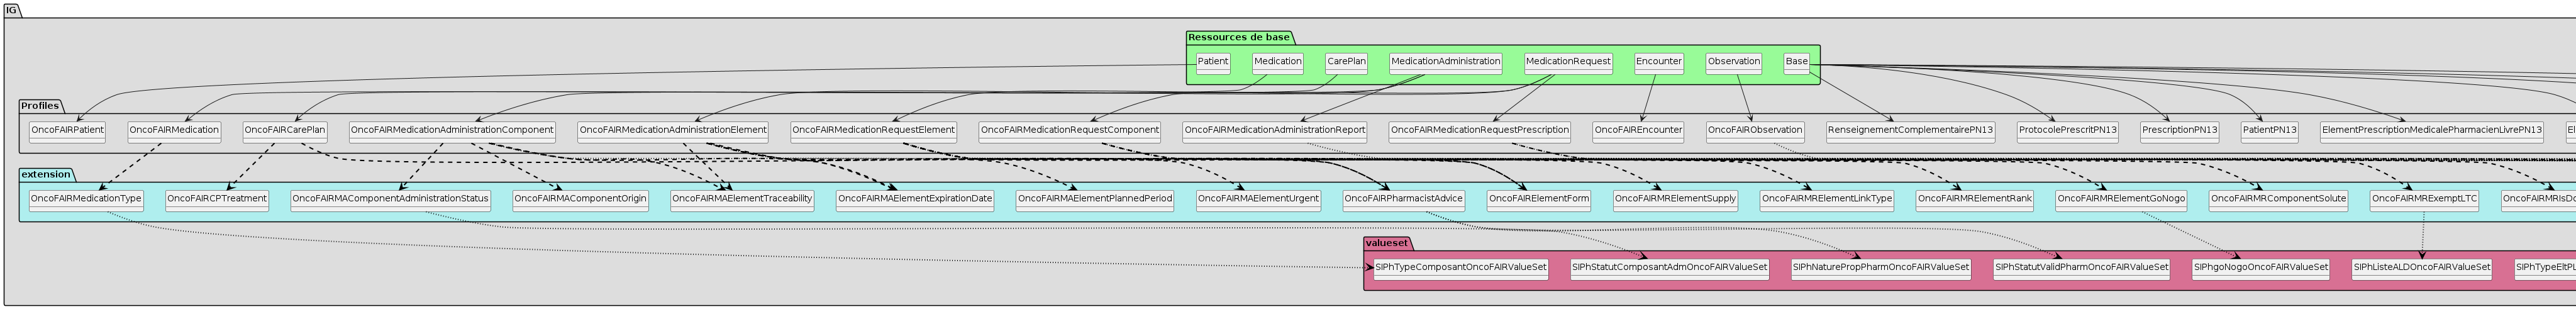 IG
Ressources de base
Patient
Medication
CarePlan
MedicationAdministration
MedicationRequest
Encounter
Observation
Base
Profiles
OncoFAIRPatient
OncoFAIRMedication
OncoFAIRCarePlan
OncoFAIRMedicationAdministrationComponent
OncoFAIRMedicationAdministrationElement
OncoFAIRMedicationRequestElement
OncoFAIRMedicationRequestComponent
OncoFAIRMedicationAdministrationReport
OncoFAIRMedicationRequestPrescription
OncoFAIREncounter
OncoFAIRObservation
RenseignementComplementairePN13
ProtocolePrescritPN13
PrescriptionPN13
PatientPN13
ElementPrescriptionMedicalePharmacienLivrePN13
El
extension
OncoFAIRMedicationType
OncoFAIRCPTreatment
OncoFAIRMAComponentAdministrationStatus
OncoFAIRMAComponentOrigin
OncoFAIRMAElementTraceability
OncoFAIRMAElementExpirationDate
OncoFAIRMAElementPlannedPeriod
OncoFAIRMAElementUrgent
OncoFAIRPharmacistAdvice
OncoFAIRElementForm
OncoFAIRMRElementSupply
OncoFAIRMRElementLinkType
OncoFAIRMRElementRank
OncoFAIRMRElementGoNogo
OncoFAIRMRComponentSolute
OncoFAIRMRExemptLTC
OncoFAIRMRIsDo
valueset
SIPhTypeComposantOncoFAIRValueSet
SIPhStatutComposantAdmOncoFAIRValueSet
SIPhNaturePropPharmOncoFAIRValueSet
SIPhStatutValidPharmOncoFAIRValueSet
SIPhgoNogoOncoFAIRValueSet
SIPhListeALDOncoFAIRValueSet
SIPhTypeEltPL